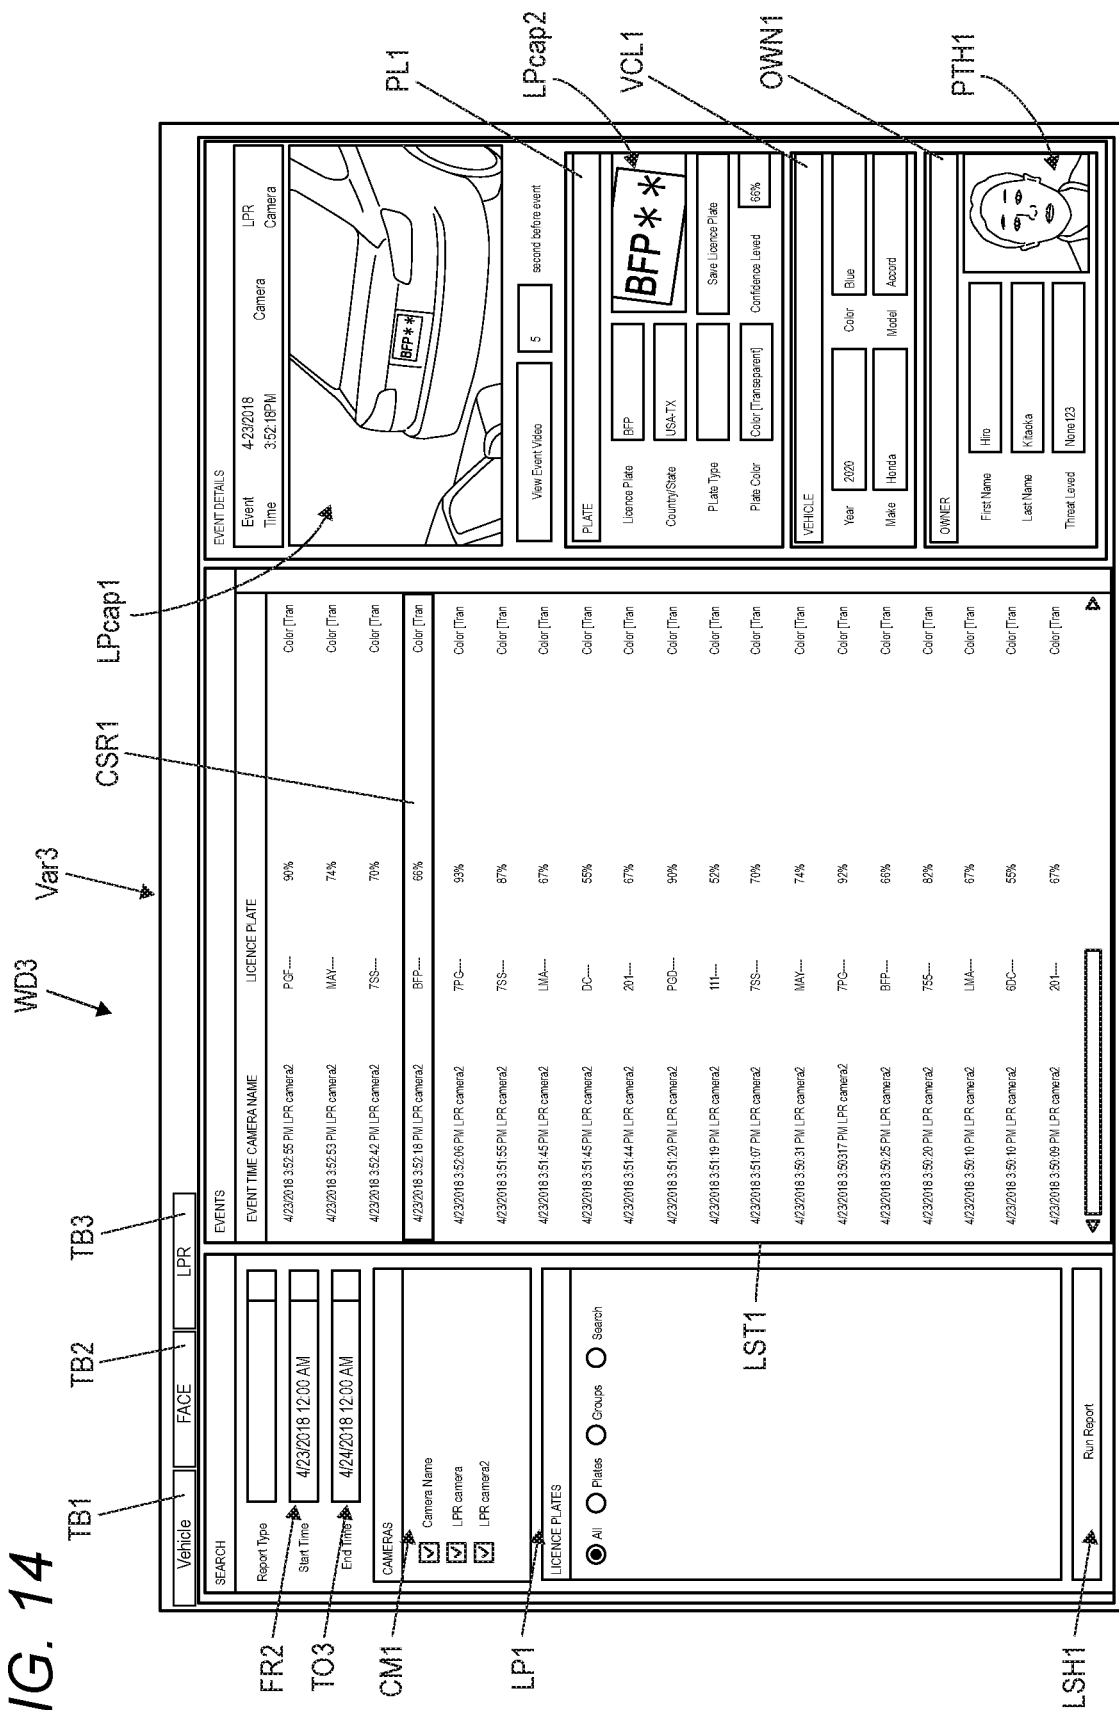 IG. 14
WD3
Var3
TB1
TB2
TB3
CSR1
LPcap1
PL1
LPcap2
VCL1
OWN1
PTH1
FR2
TO3
CM1
LP1
LSH1
LST1
Vehicle
FACE
LPR
SEARCH
Report Type
Start Time 4/23/2018 12:00 AM
End Time 4/24/2018 12:00 AM
CAMERAS
Camera Name
LPR camera
LPR camera2
LICENCE PLATES
All Plates Groups Search
Run Report
EVENTS
EVENT TIME CAMERA NAME LICENCE PLATE
4/23/2018 3:52:55 PM LPR camera2 PGF---- 90% Color [Tran
4/23/2018 3:52:53 PM LPR camera2 MAY---- 74% Color [Tran
4/23/2018 3:52:42 PM LPR camera2 7SS---- 70% Color [Tran
4/23/2018 3:52:18 PM LPR camera2 BFP---- 66% Color [Tran
4/23/2018 3:52:06 PM LPR camera2 7PG---- 93% Color [Tran
4/23/2018 3:51:55 PM LPR camera2 7SS---- 87% Color [Tran
4/23/2018 3:51:45 PM LPR camera2 LMA---- 67% Color [Tran
4/23/2018 3:51:45 PM LPR camera2 DC---- 55% Color [Tran
4/23/2018 3:51:44 PM LPR camera2 201---- 67% Color [Tran
4/23/2018 3:51:20 PM LPR camera2 PGD---- 90% Color [Tran
4/23/2018 3:51:19 PM LPR camera2 111---- 52% Color [Tran
4/23/2018 3:51:07 PM LPR camera2 7SS---- 70% Color [Tran
4/23/2018 3:50:31 PM LPR camera2 MAY---- 74% Color [Tran
4/23/2018 3:50317 PM LPR camera2 7PG---- 92% Color [Tran
4/23/2018 3:50:25 PM LPR camera2 BFP---- 66% Color [Tran
4/23/2018 3:50:20 PM LPR camera2 755---- 82% Color [Tran
4/23/2018 3:50:10 PM LPR camera2 LMA---- 67% Color [Tran
4/23/2018 3:50:10 PM LPR camera2 6DC---- 55% Color [Tran
4/23/2018 3:50:09 PM LPR camera2 201---- 67% Color [Tran
EVENT DETAILS
Event 4-23/2018 Camera LPR
Time 3:52:18PM Camera
BFP**
View Event Video 5 second before event
PLATE
Licence Plate BFP
BFP**
Country/State USA-TX
PLate Type Save Licence Plate
Plate Color Color [Transeparent] Confidence Leved 66%
VEHICLE
Year 2020 Color Blue
Make Honda Model Accord
OWNER
First Name Hiro
Last Name Kitaoka
Threat Leved None123